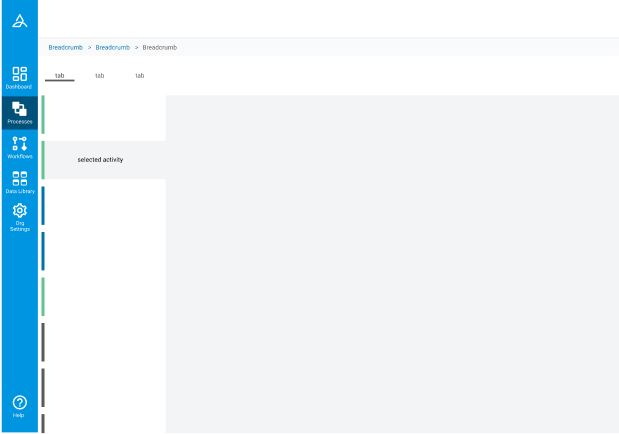 Breadcrumb > Breadcrumb > Breadcrumb
tab tab tab
Dashboard
Processes
Workflows
Data Library
Org
Settings
Help
selected activity